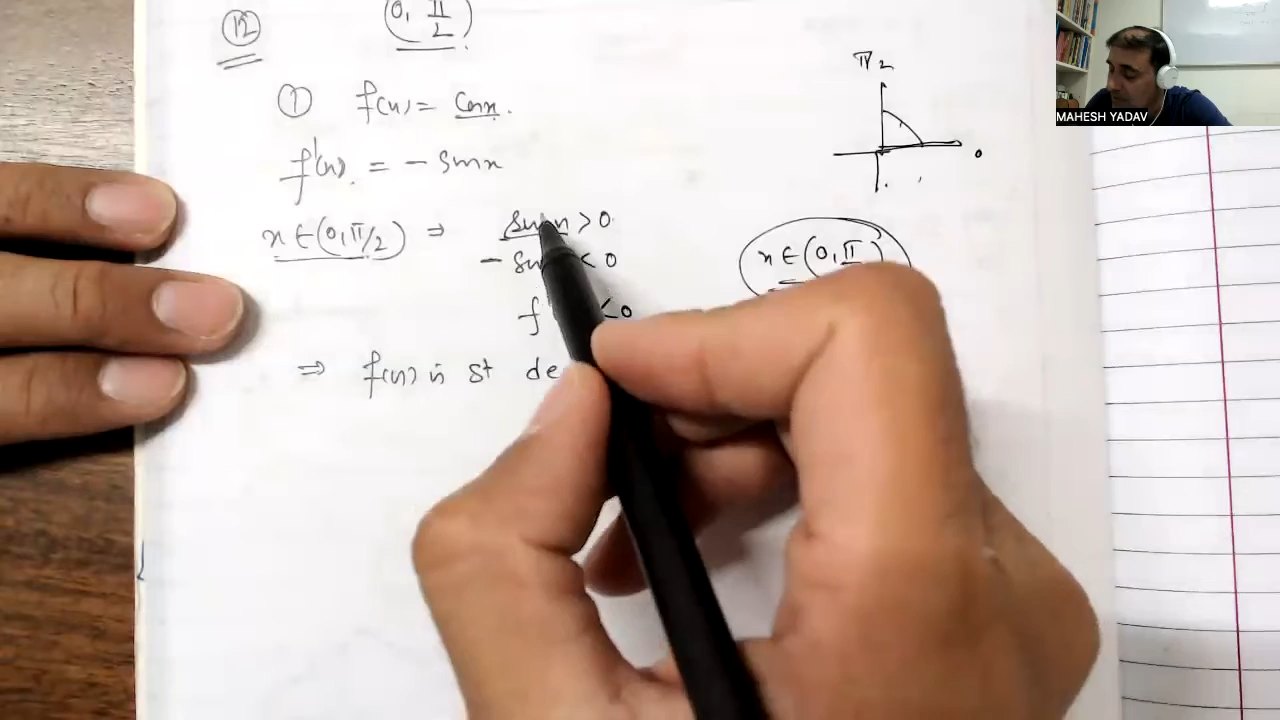 12 (0, π/2)
① f(x) = cosx.
f'(x) = - sinx
x ∈ (0, π/2) ⇒ sinx > 0
< 0
f < 0
⇒ f(x) is st de
π/2
0
x ∈ (0, π
MAHESH YADAV